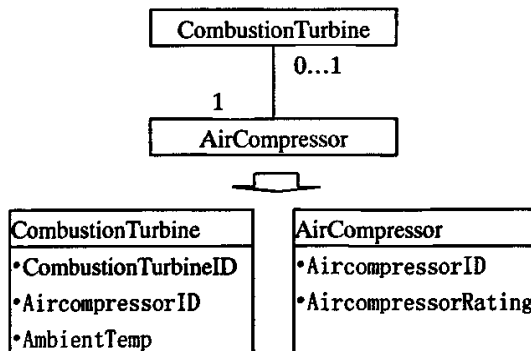 CombustionTurbine
0...1
1
AirCompressor
CombustionTurbine
•CombustionTurbineID
•AircompressorID
•AmbientTemp
AirCompressor
•AircompressorID
•AircompressorRating